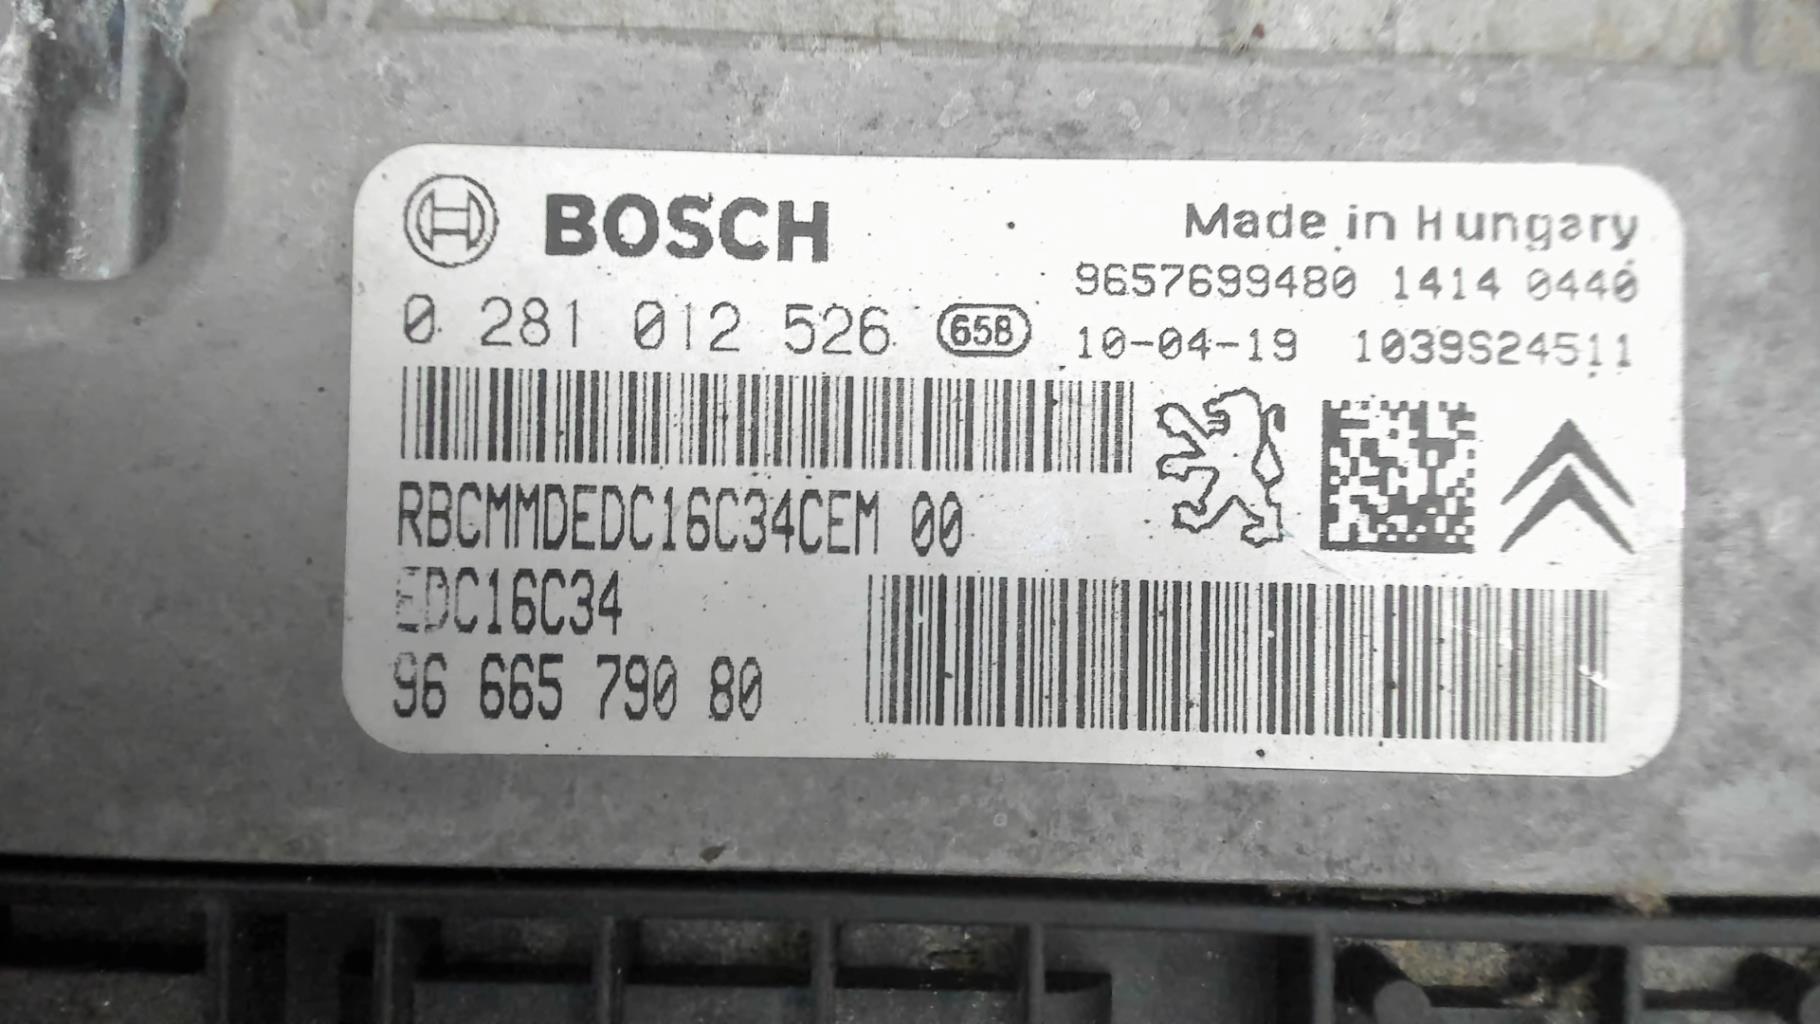 BOSCH
Made in Hungary
9657699480 1414 0440
0 281 012 526 658 10-04-19 1039S24511
RBCMMDEDC16C34CEM 00
EDC16C34
96 665 790 80